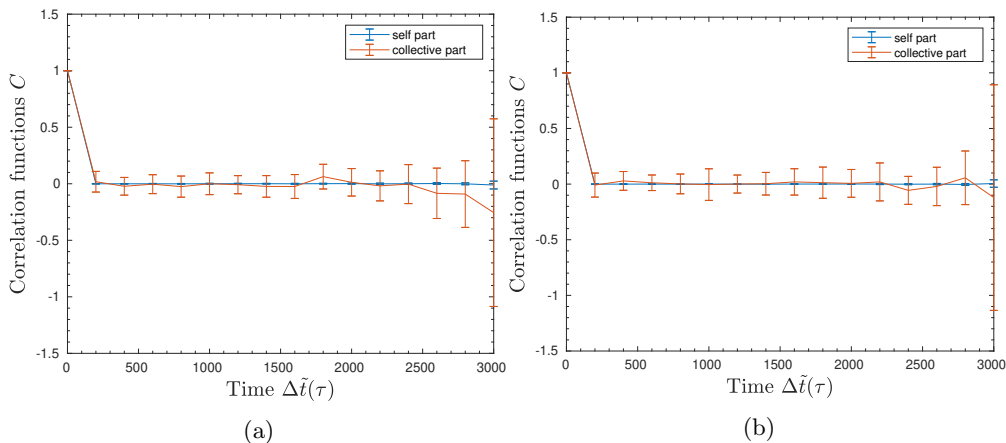 1.5
1
0.5
0
-0.5
-1
-1.5
Correlation functions C
self part
collective part
0 500 1000 1500 2000 2500 3000
Time Δt̃(τ)
(a)
1.5
1
0.5
0
-0.5
-1
-1.5
Correlation functions C
self part
collective part
0 500 1000 1500 2000 2500 3000
Time Δt̃(τ)
(b)